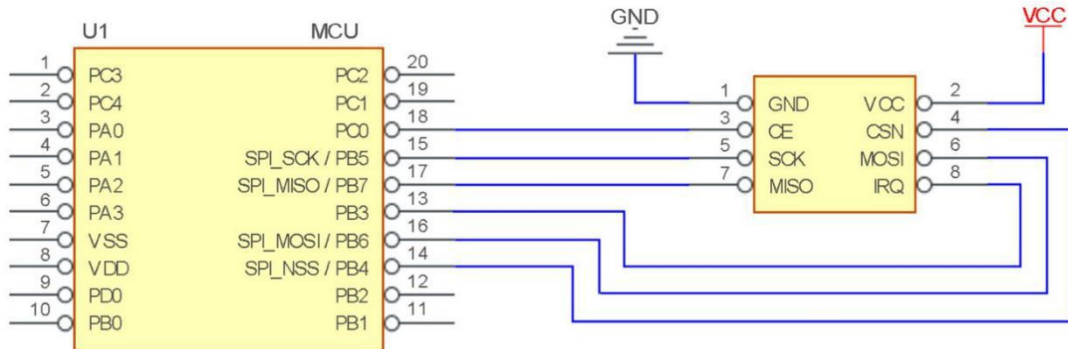 U1 MCU
1 PC3 PC2 20
2 PC4 PC1 19
3 PA0 PC0 18
4 PA1 SPI_SCK / PB5 15
5 PA2 SPI_MISO / PB7 17
6 PA3 PB3 13
7 VSS SPI_MOSI / PB6 16
8 VDD SPI_NSS / PB4 14
9 PD0 PB2 12
10 PB0 PB1 11
GND VCC
1 GND VCC 2
3 CE CSN 4
5 SCK MOSI 6
7 MISO IRQ 8